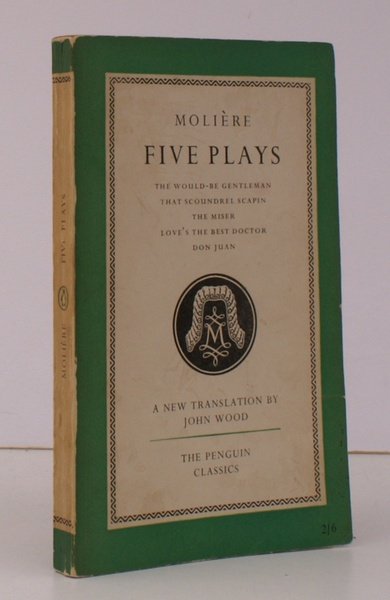 MOLIÈRE
FIVE PLAYS
THE WOULD-BE GENTLEMAN
THAT SCOUNDREL SCAPIN
THE MISER
LOVE'S THE BEST DOCTOR
DON JUAN
M
A NEW TRANSLATION BY
JOHN WOOD
THE PENGUIN
CLASSICS
2/6
MOLIÈRE
FIVE PLAYS